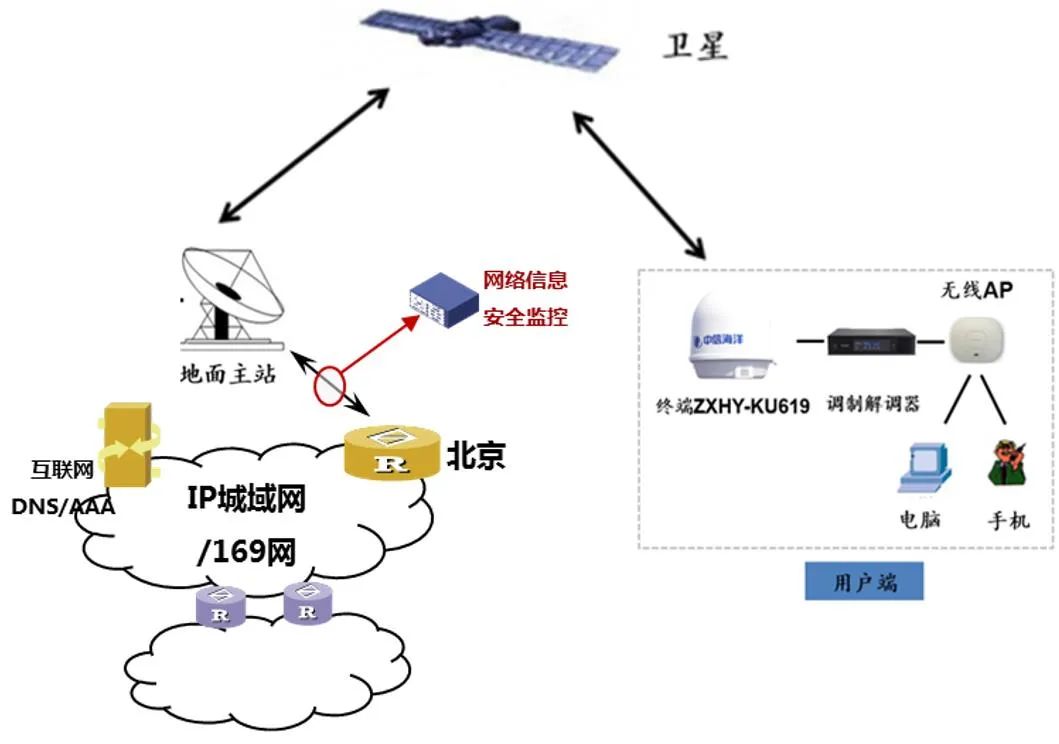 卫星
网络信息
安全监控
地面主站
北京
互联网
DNS/AAA
IP城域网
/169网
R
R
R
无线AP
中信海洋
终端ZXHY-KU619
调制解调器
电脑
手机
用户端